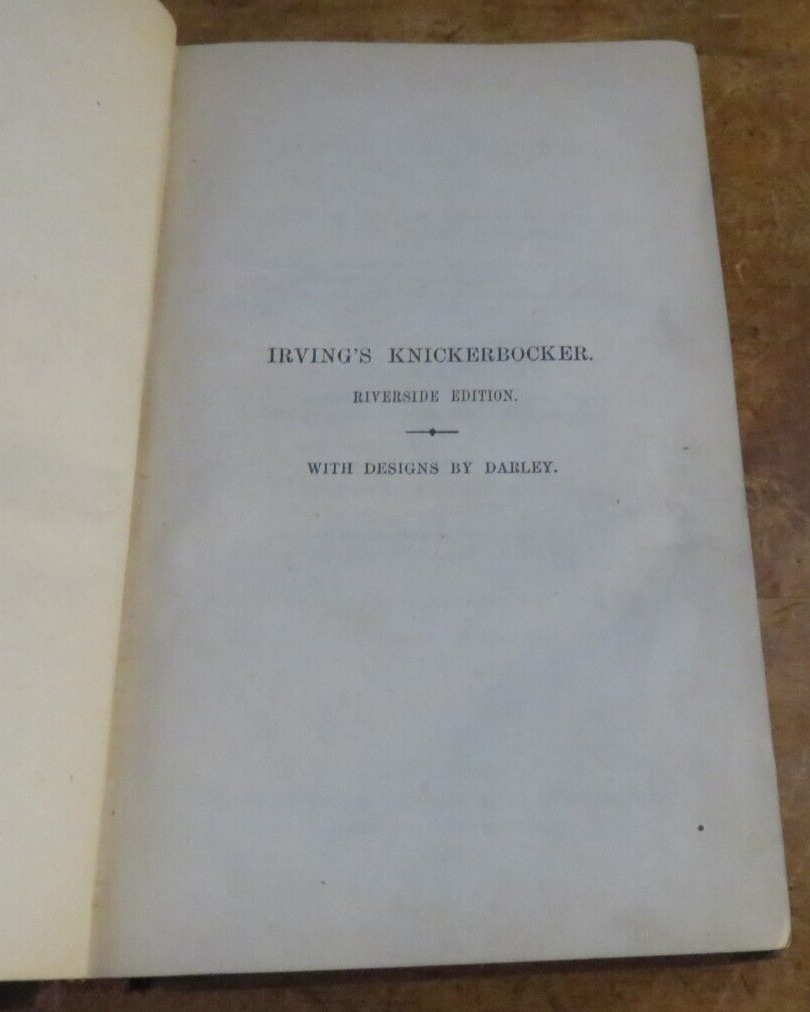 IRVING'S KNICKERBOCKER.
RIVERSIDE EDITION.
WITH DESIGNS BY DARLEY.